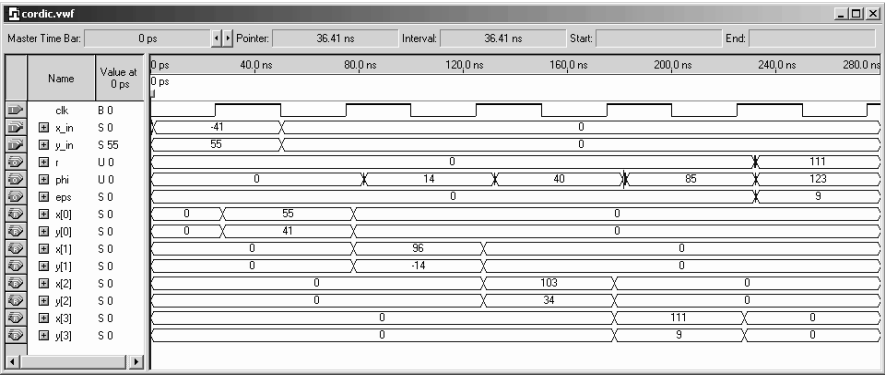 cordic.vwf
Master Time Bar: 0 ps Pointer: 36.41 ns Interval: 36.41 ns Start: End:
Name Value at 0 ps 0 ps 40.0 ns 80.0 ns 120.0 ns 160.0 ns 200.0 ns 240.0 ns 280.0 ns
0 ps
clk B 0
x_in S 0 -41 0
y_in S 55 55 0
r U 0 0 111
phi U 0 0 14 40 85 123
eps S 0 0 9
x[0] S 0 0 55 0
y[0] S 0 0 41 0
x[1] S 0 0 96 0
y[1] S 0 0 -14 0
x[2] S 0 0 103 0
y[2] S 0 0 34 0
x[3] S 0 0 111 0
y[3] S 0 0 9 0